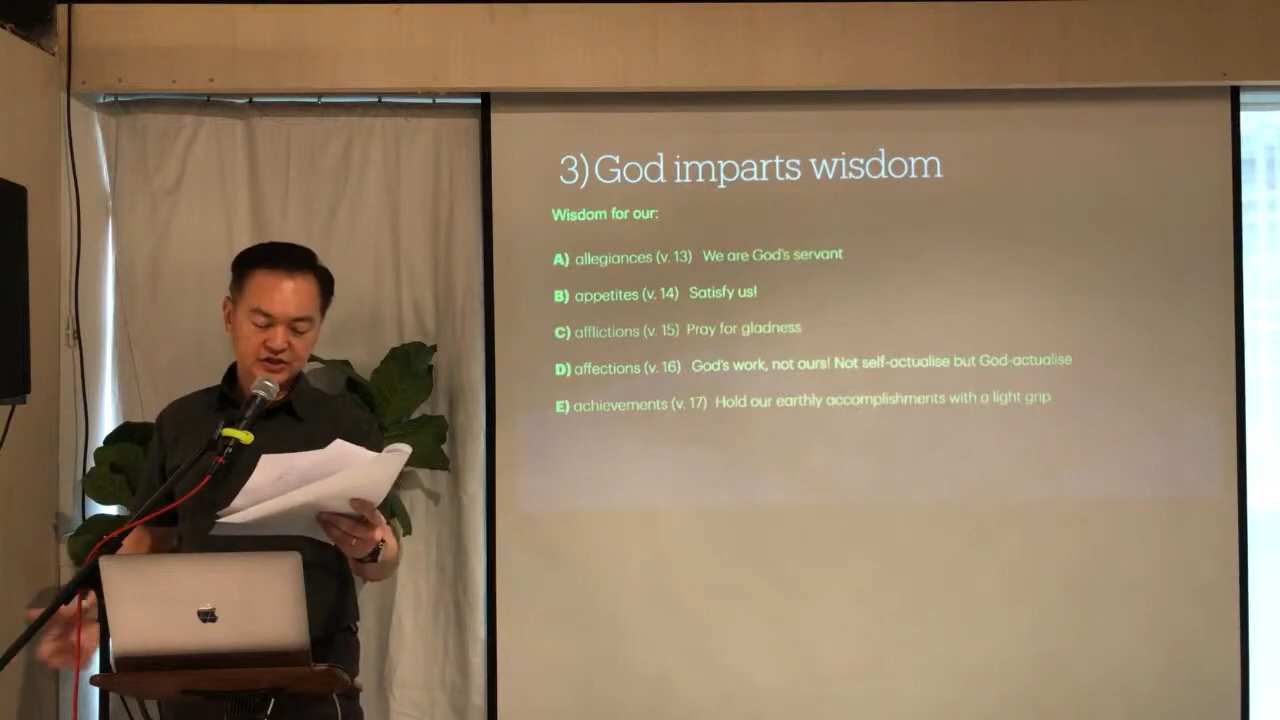 3) God imparts wisdom
Wisdom for our:
A) allegiances (v. 13) We are God's servant
B) appetites (v. 14) Satisfy us!
C) afflictions (v. 15) Pray for gladness
D) affections (v. 16) God's work, not ours! Not self-actualise but God-actualise
E) achievements (v. 17) Hold our earthly accomplishments with a light grip